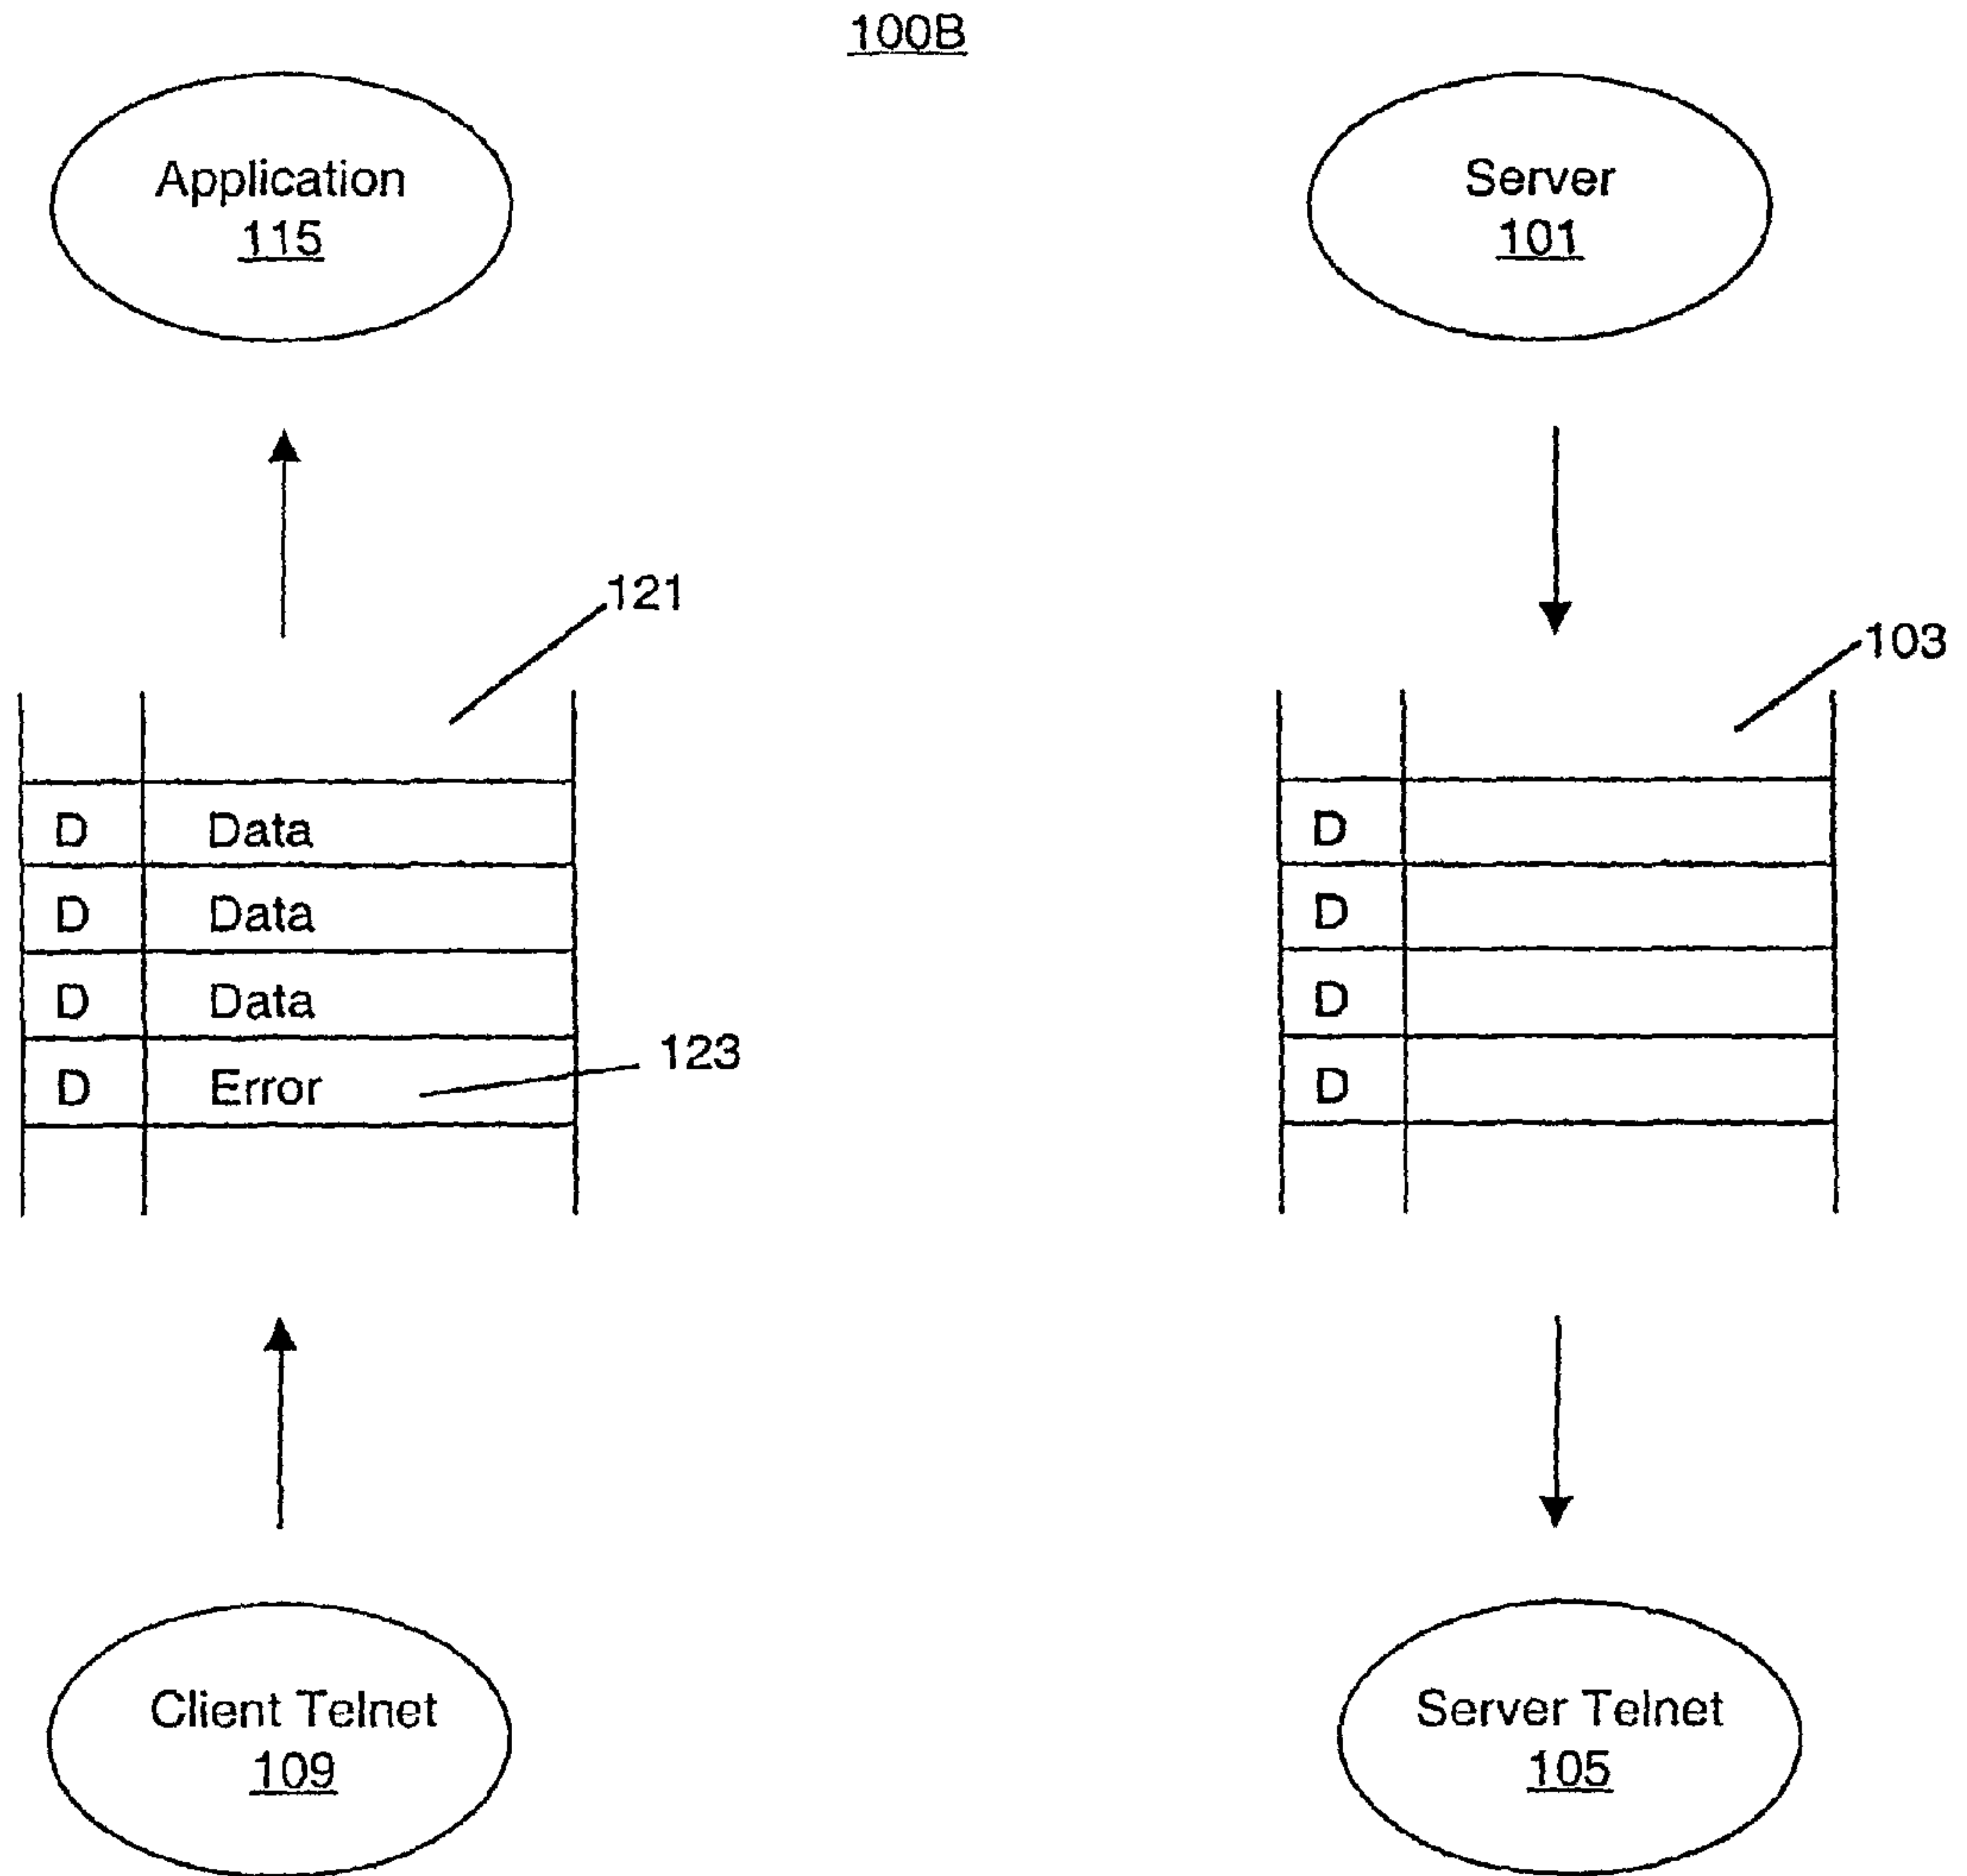 100B
Application
115
Server
101
121
103
D Data
D Data
D Data
D Error
123
D
D
D
D
Client Telnet
109
Server Telnet
105